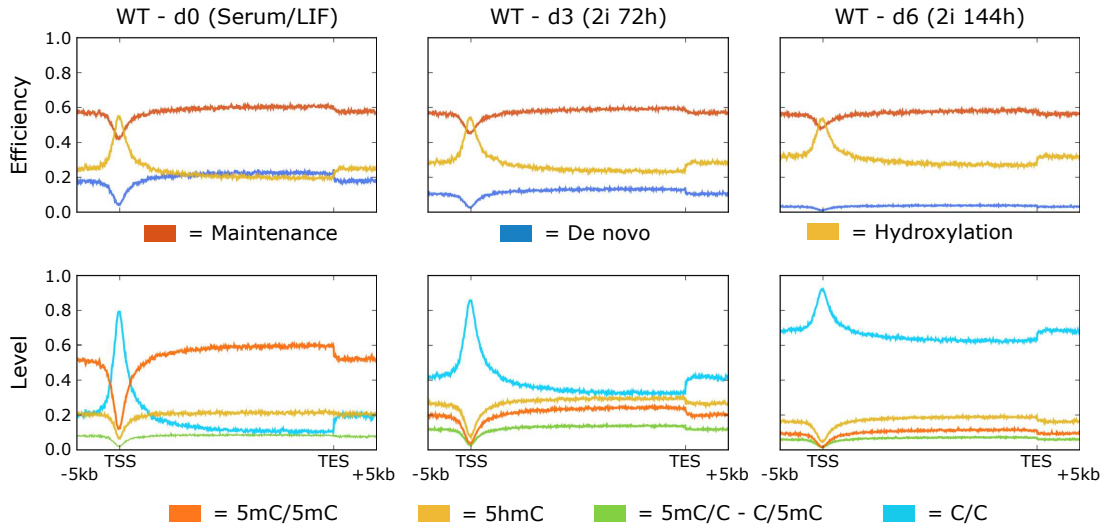 WT - d0 (Serum/LIF) WT - d3 (2i 72h) WT - d6 (2i 144h)
Efficiency
1.0
0.8
0.6
0.4
0.2
0.0
= Maintenance = De novo = Hydroxylation
Level
1.0
0.8
0.6
0.4
0.2
0.0
TSS TES TSS TES TSS TES
-5kb +5kb -5kb +5kb -5kb +5kb
= 5mC/5mC = 5hmC = 5mC/C - C/5mC = C/C